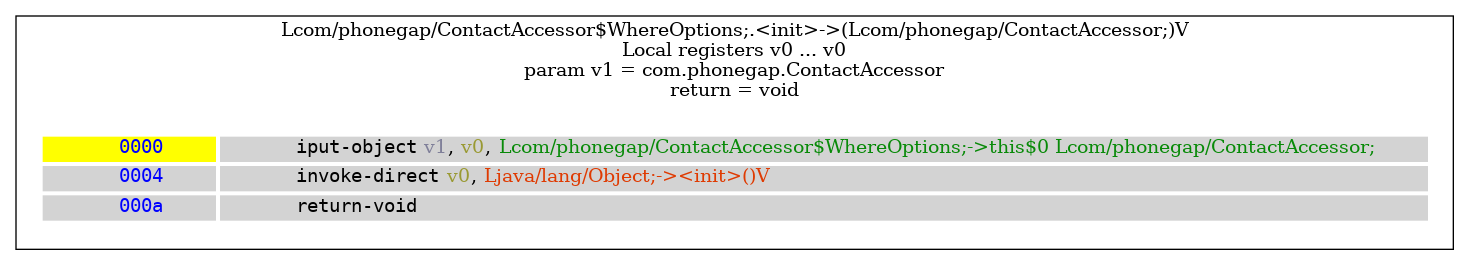 Lcom/phonegap/ContactAccessor$WhereOptions;.<init>->(Lcom/phonegap/ContactAccessor;)V
Local registers v0 ... v0
param v1 = com.phonegap.ContactAccessor
return = void
0000 iput-object v1, v0, Lcom/phonegap/ContactAccessor$WhereOptions;->this$0 Lcom/phonegap/ContactAccessor;
0004 invoke-direct v0, Ljava/lang/Object;-><init>()V
000a return-void